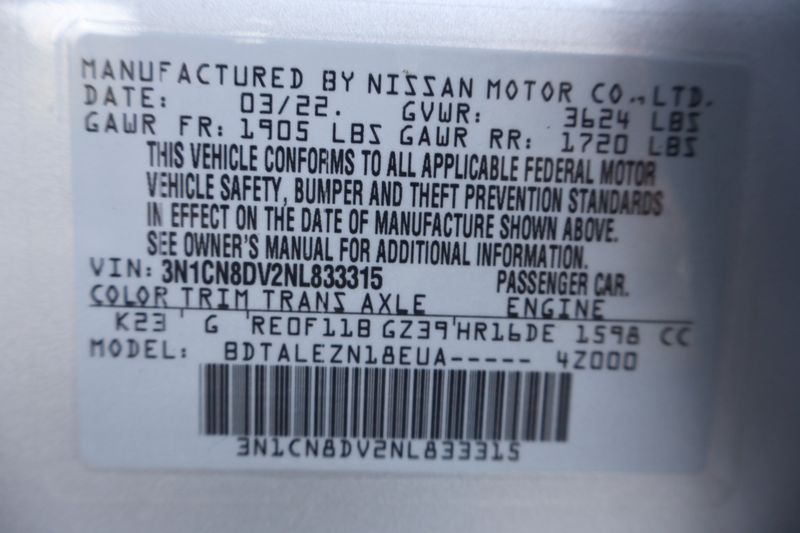 MANUFACTURED BY NISSAN MOTOR CO., LTD.
DATE: 03/22. GVWR: 3624 LBS
GAWR FR: 1905 LBS GAWR RR: 1720 LBS
THIS VEHICLE CONFORMS TO ALL APPLICABLE FEDERAL MOTOR
VEHICLE SAFETY, BUMPER AND THEFT PREVENTION STANDARDS
IN EFFECT ON THE DATE OF MANUFACTURE SHOWN ABOVE.
SEE OWNER'S MANUAL FOR ADDITIONAL INFORMATION.
VIN: 3N1CN8DV2NL833315 PASSENGER CAR.
COLOR TRIM TRANS AXLE ENGINE
K23 G RE0F11B GZ39 HR16DE 1598 CC
MODEL: BDTALEZN18EUA----- 4Z000
3N1CN8DV2NL833315